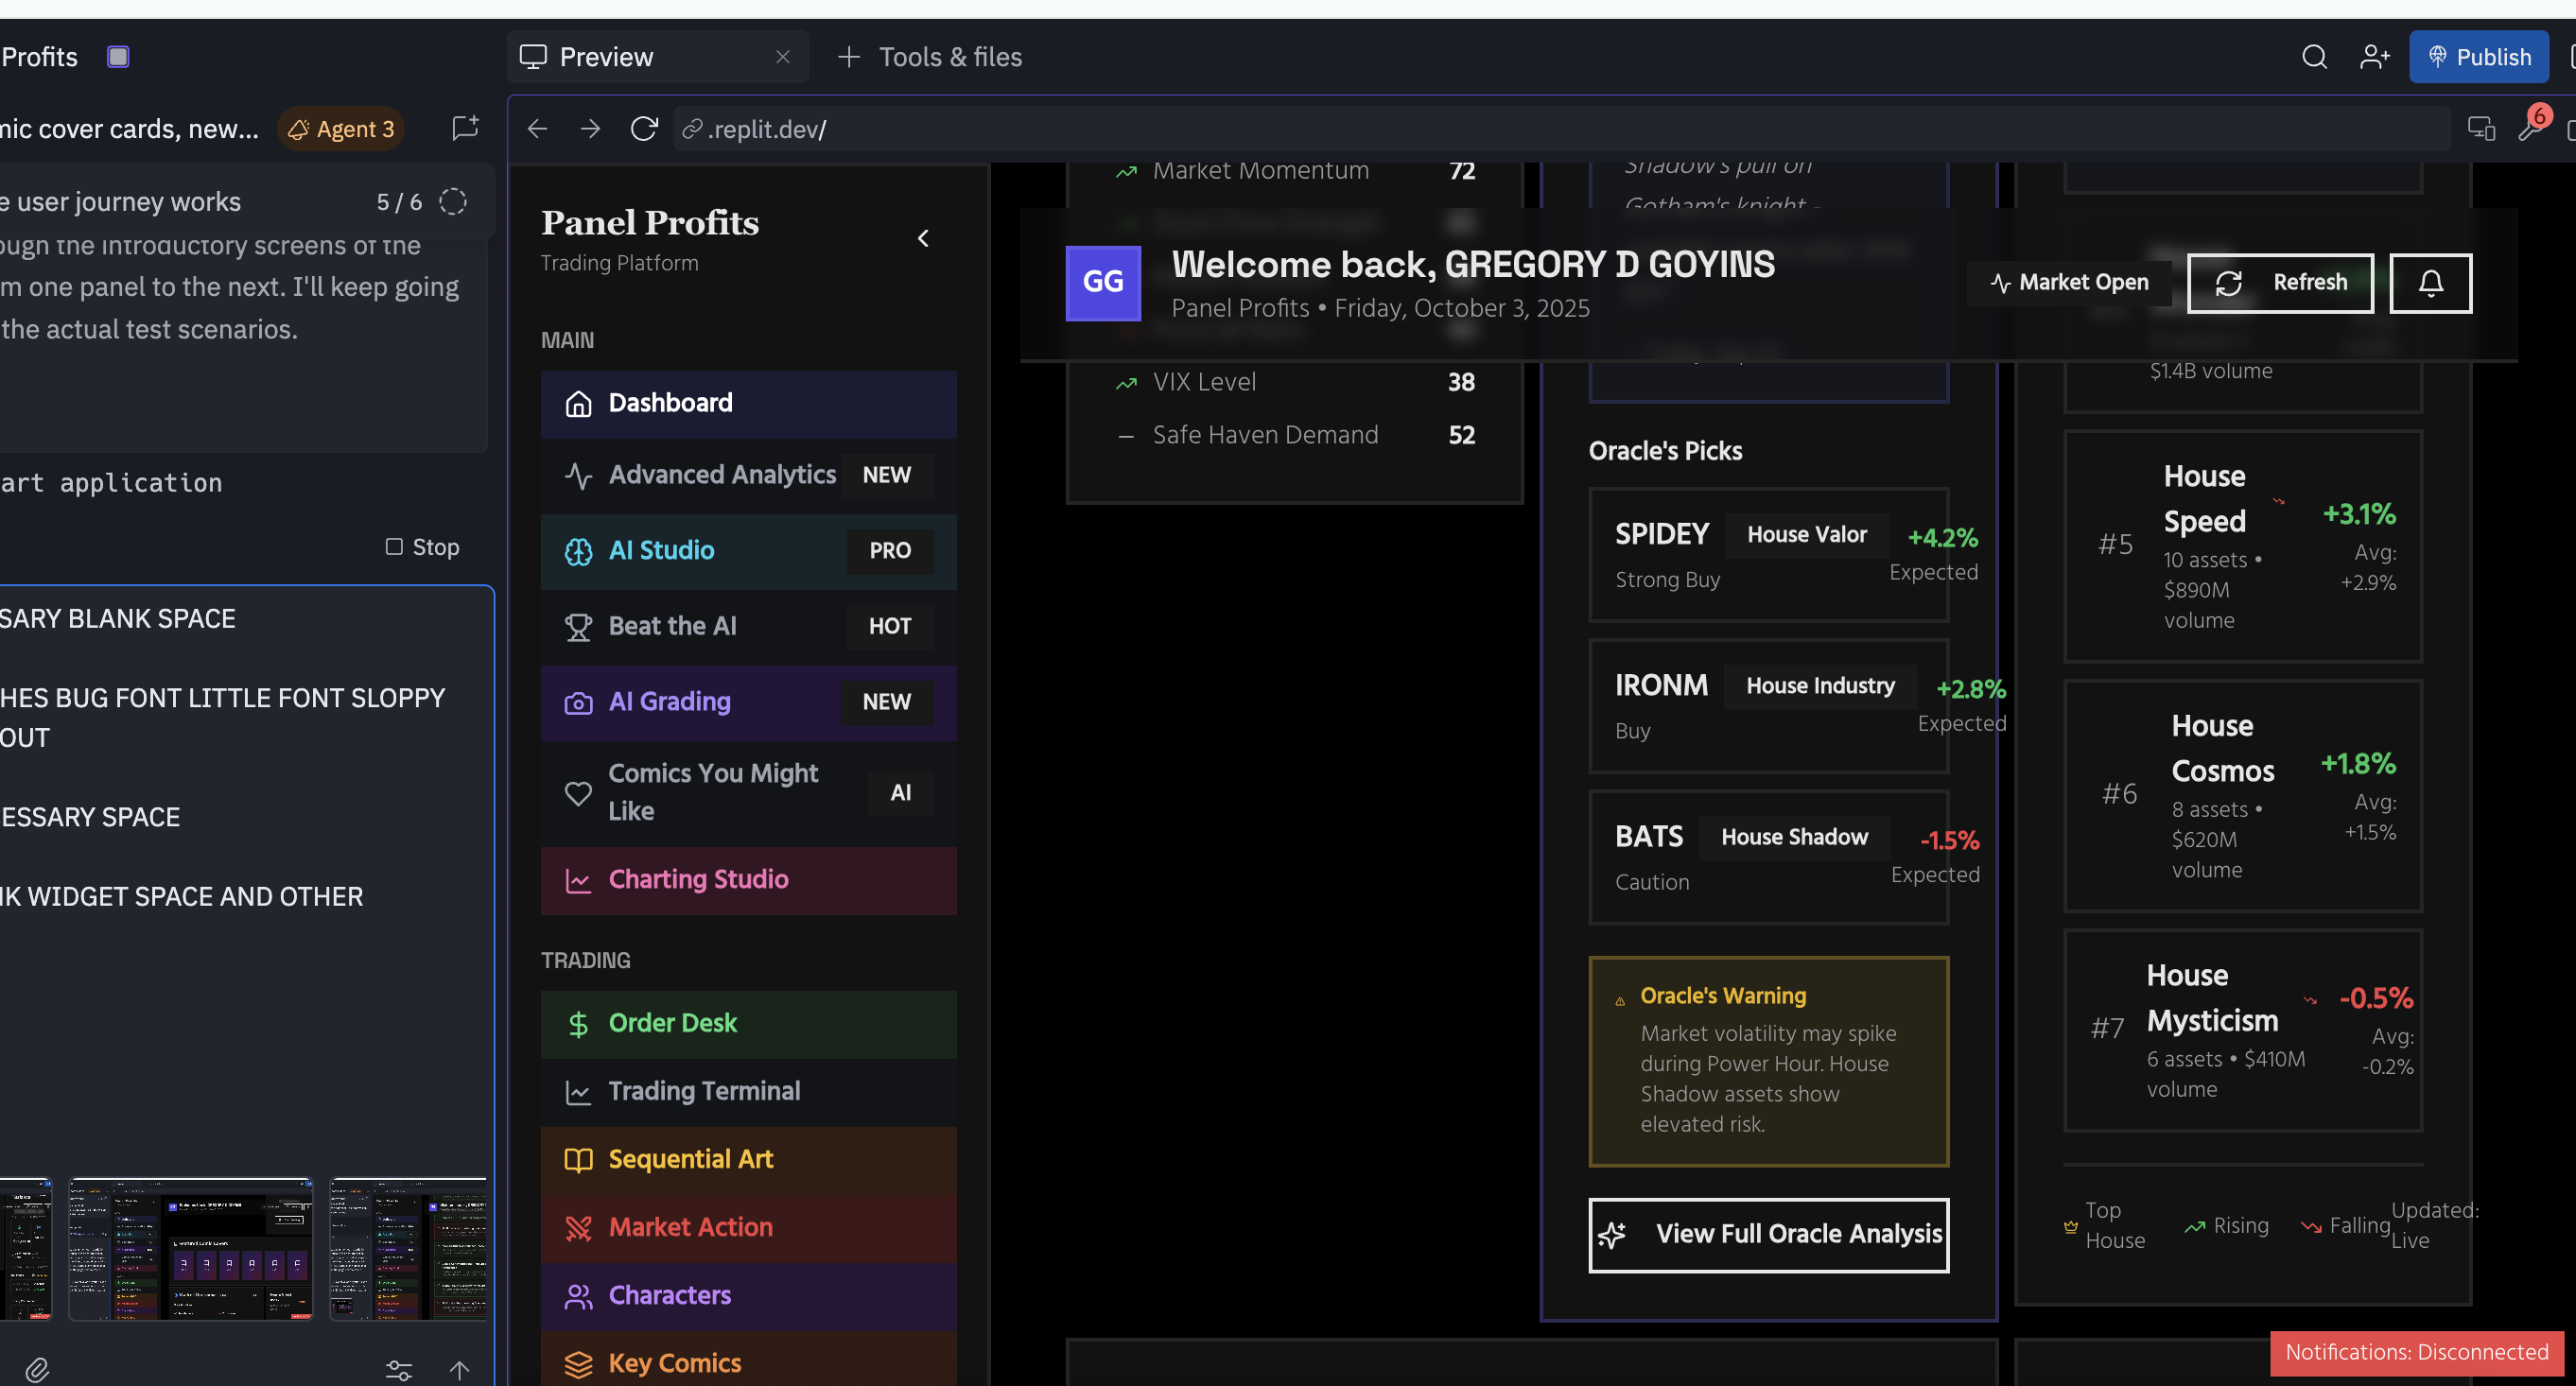 Profits
Preview
Tools & files
Publish
mic cover cards, new...
Agent 3
.replit.dev/
6
e user journey works
5 / 6
ough the introductory screens of the
m one panel to the next. I'll keep going
the actual test scenarios.
art application
Stop
SARY BLANK SPACE
HES BUG FONT LITTLE FONT SLOPPY
OUT
ESSARY SPACE
NK WIDGET SPACE AND OTHER
Panel Profits
Trading Platform
MAIN
Dashboard
Advanced Analytics NEW
AI Studio PRO
Beat the AI HOT
AI Grading NEW
Comics You Might
Like
AI
Charting Studio
TRADING
Order Desk
Trading Terminal
Sequential Art
Market Action
Characters
Key Comics
Market Momentum 72
GG
Welcome back, GREGORY D GOYINS
Panel Profits • Friday, October 3, 2025
Market Open
Refresh
VIX Level 38
Safe Haven Demand 52
Shadow's pull on
Gotham's knight -
Oracle's Picks
SPIDEY House Valor +4.2%
Strong Buy Expected
IRONM House Industry +2.8%
Buy Expected
BATS House Shadow -1.5%
Caution Expected
Oracle's Warning
Market volatility may spike
during Power Hour. House
Shadow assets show
elevated risk.
View Full Oracle Analysis
$1.4B volume
#5
House
Speed
10 assets •
$890M
volume
+3.1%
Avg:
+2.9%
#6
House
Cosmos
8 assets •
$620M
volume
+1.8%
Avg:
+1.5%
#7
House
Mysticism
6 assets • $410M
volume
-0.5%
Avg:
-0.2%
Top
House
Rising
Falling
Updated:
Live
Notifications: Disconnected